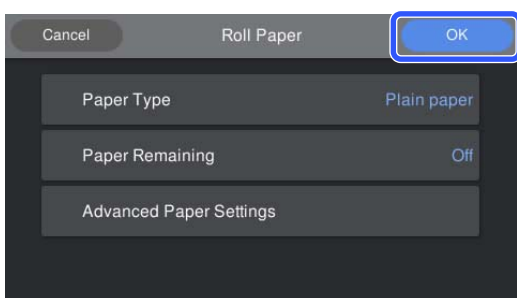 Cancel Roll Paper OK
Paper Type Plain paper
Paper Remaining Off
Advanced Paper Settings